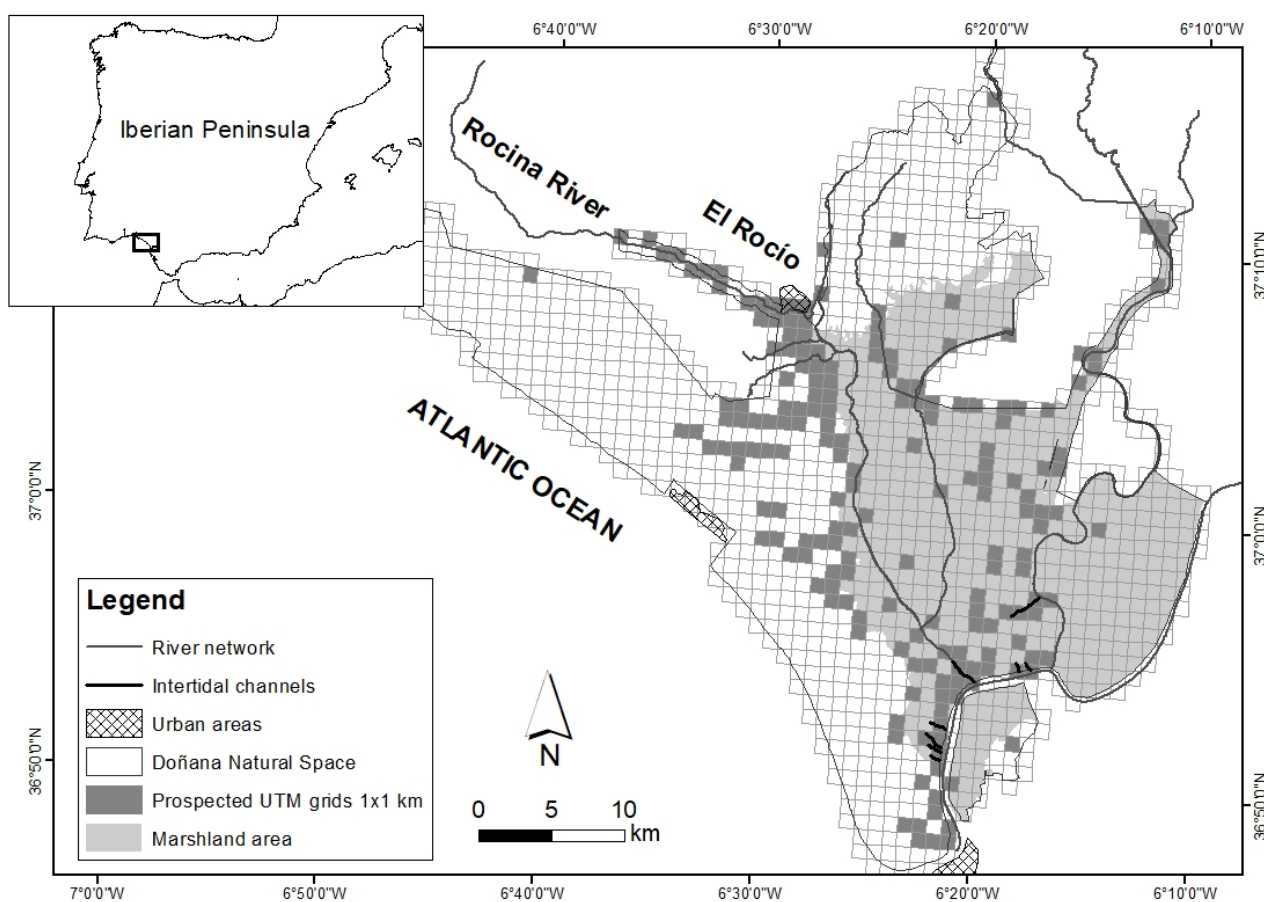 6°40'0"W
6°30'0"W
6°20'0"W
6°10'0"W
Iberian Peninsula
Rocina River
El Rocío
37°10'0"N
ATLANTIC OCEAN
37°0'0"N
37°0'0"N
Legend
River network
Intertidal channels
Urban areas
Doñana Natural Space
Prospected UTM grids 1x1 km
Marshland area
N
0 5 10
km
36°50'0"N
36°50'0"N
7°0'0"W
6°50'0"W
6°40'0"W
6°30'0"W
6°20'0"W
6°10'0"W